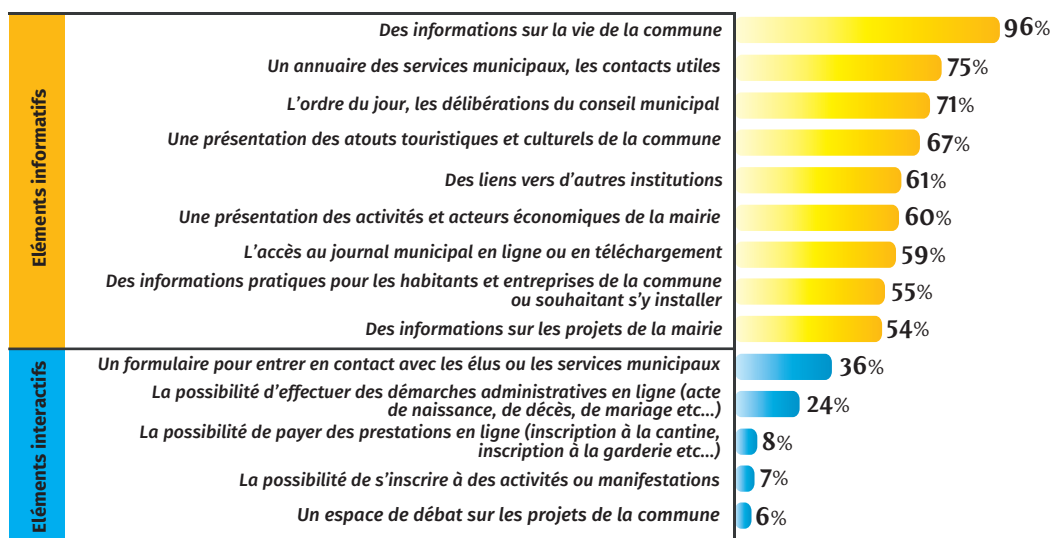 Eléments informatifs
Des informations sur la vie de la commune 96%
Un annuaire des services municipaux, les contacts utiles 75%
L'ordre du jour, les délibérations du conseil municipal 71%
Une présentation des atouts touristiques et culturels de la commune 67%
Des liens vers d'autres institutions 61%
Une présentation des activités et acteurs économiques de la mairie 60%
L'accès au journal municipal en ligne ou en téléchargement 59%
Des informations pratiques pour les habitants et entreprises de la commune
ou souhaitant s'y installer 55%
Des informations sur les projets de la mairie 54%
Eléments interactifs
Un formulaire pour entrer en contact avec les élus ou les services municipaux 36%
La possibilité d'effectuer des démarches administratives en ligne (acte
de naissance, de décès, de mariage etc...) 24%
La possibilité de payer des prestations en ligne (inscription à la cantine,
inscription à la garderie etc...) 8%
La possibilité de s'inscrire à des activités ou manifestations 7%
Un espace de débat sur les projets de la commune 6%